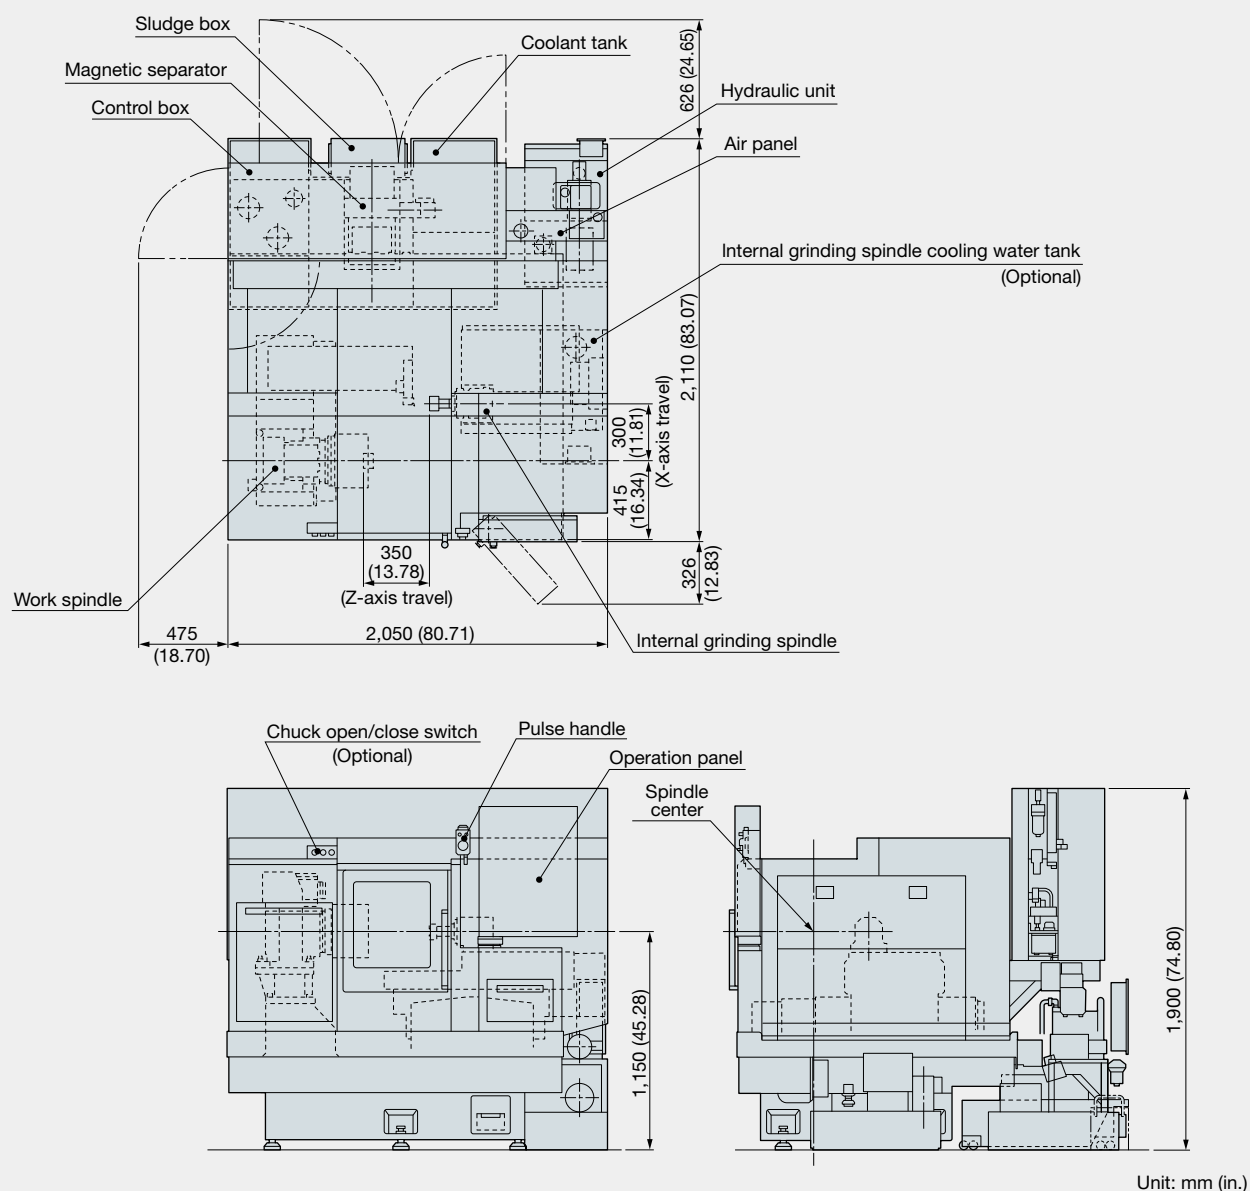 Sludge box
Coolant tank
Magnetic separator
Control box
626 (24.65)
Hydraulic unit
Air panel
Internal grinding spindle cooling water tank
(Optional)
2,110 (83.07)
300
(11.81)
(X-axis travel)
415
(16.34)
350
(13.78)
(Z-axis travel)
326
(12.83)
Work spindle
475
(18.70)
2,050 (80.71)
Internal grinding spindle
Chuck open/close switch
(Optional)
Pulse handle
Operation panel
Spindle
center
1,150 (45.28)
1,900 (74.80)
Unit: mm (in.)